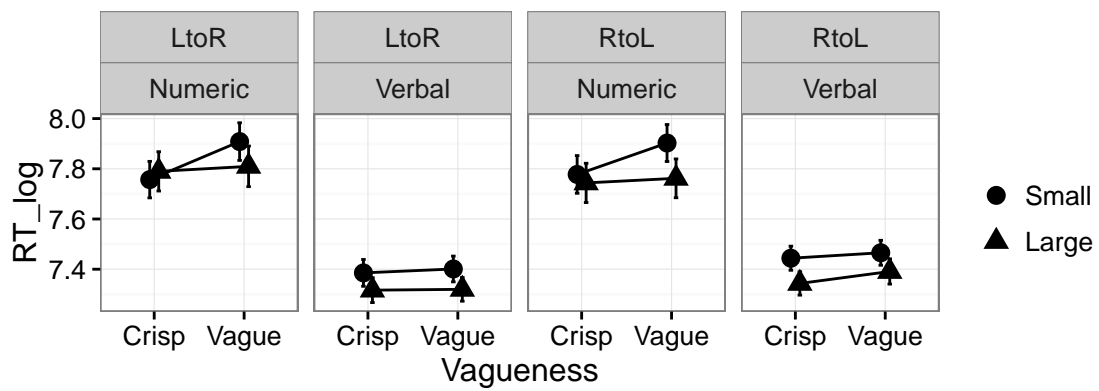 LtoR LtoR RtoL RtoL
Numeric Verbal Numeric Verbal
8.0
7.8
7.6
7.4
RT_log
Small
Large
Crisp Vague Crisp Vague Crisp Vague Crisp Vague
Vagueness